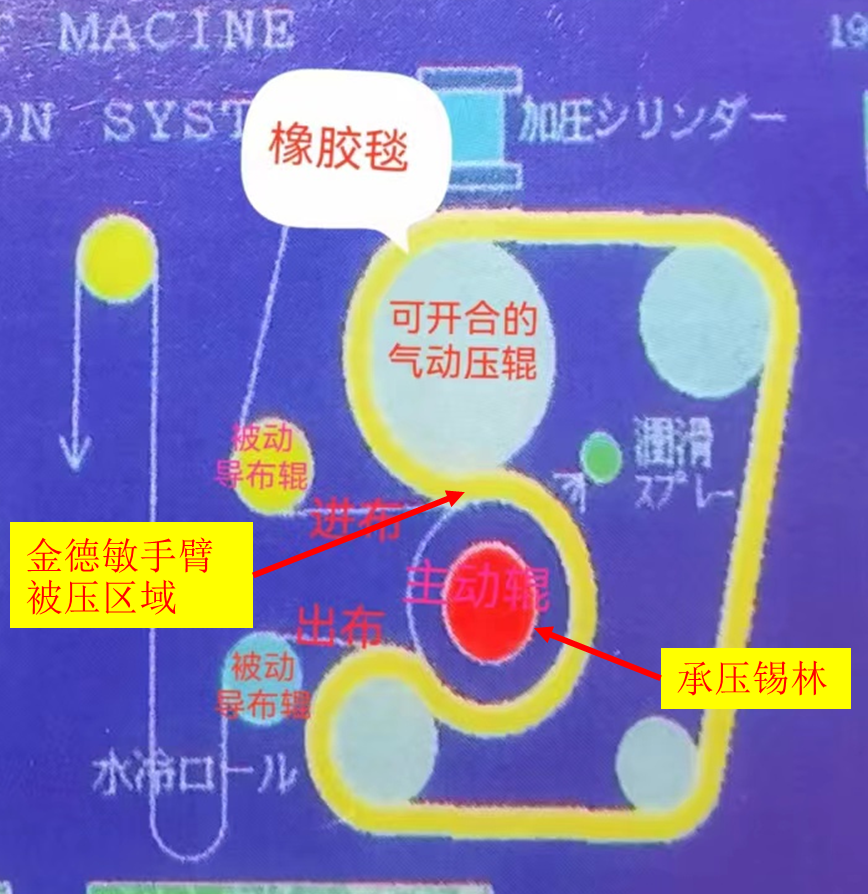 C MACINE
19
ON SYST
橡胶毯
加圧シリンダー
可开合的
气动压辊
被动
导布辊
潤滑
スプレー
进布
金德敏手臂
被压区域
主动辊
出布
承压锡林
被动
导布辊
水冷ロール